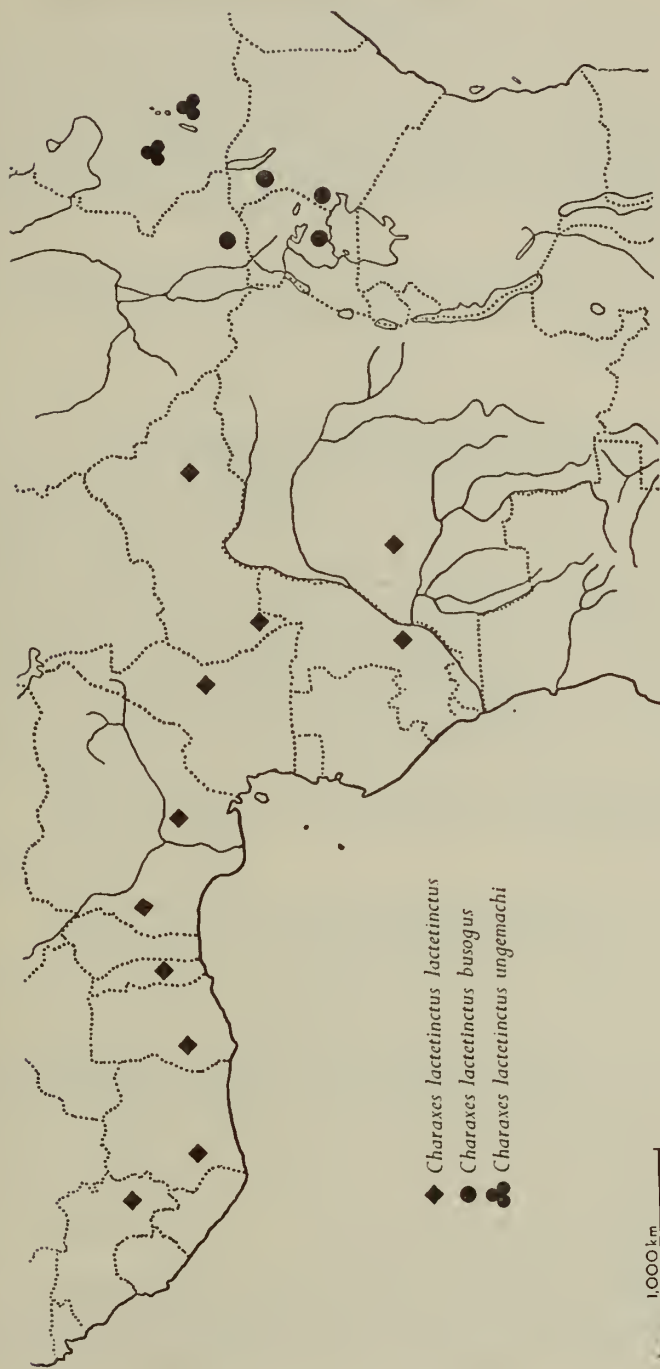 Charaxes lactetinctus lactetinctus
Charaxes lactetinctus busogus
Charaxes lactetinctus ungemachi
1,000 km